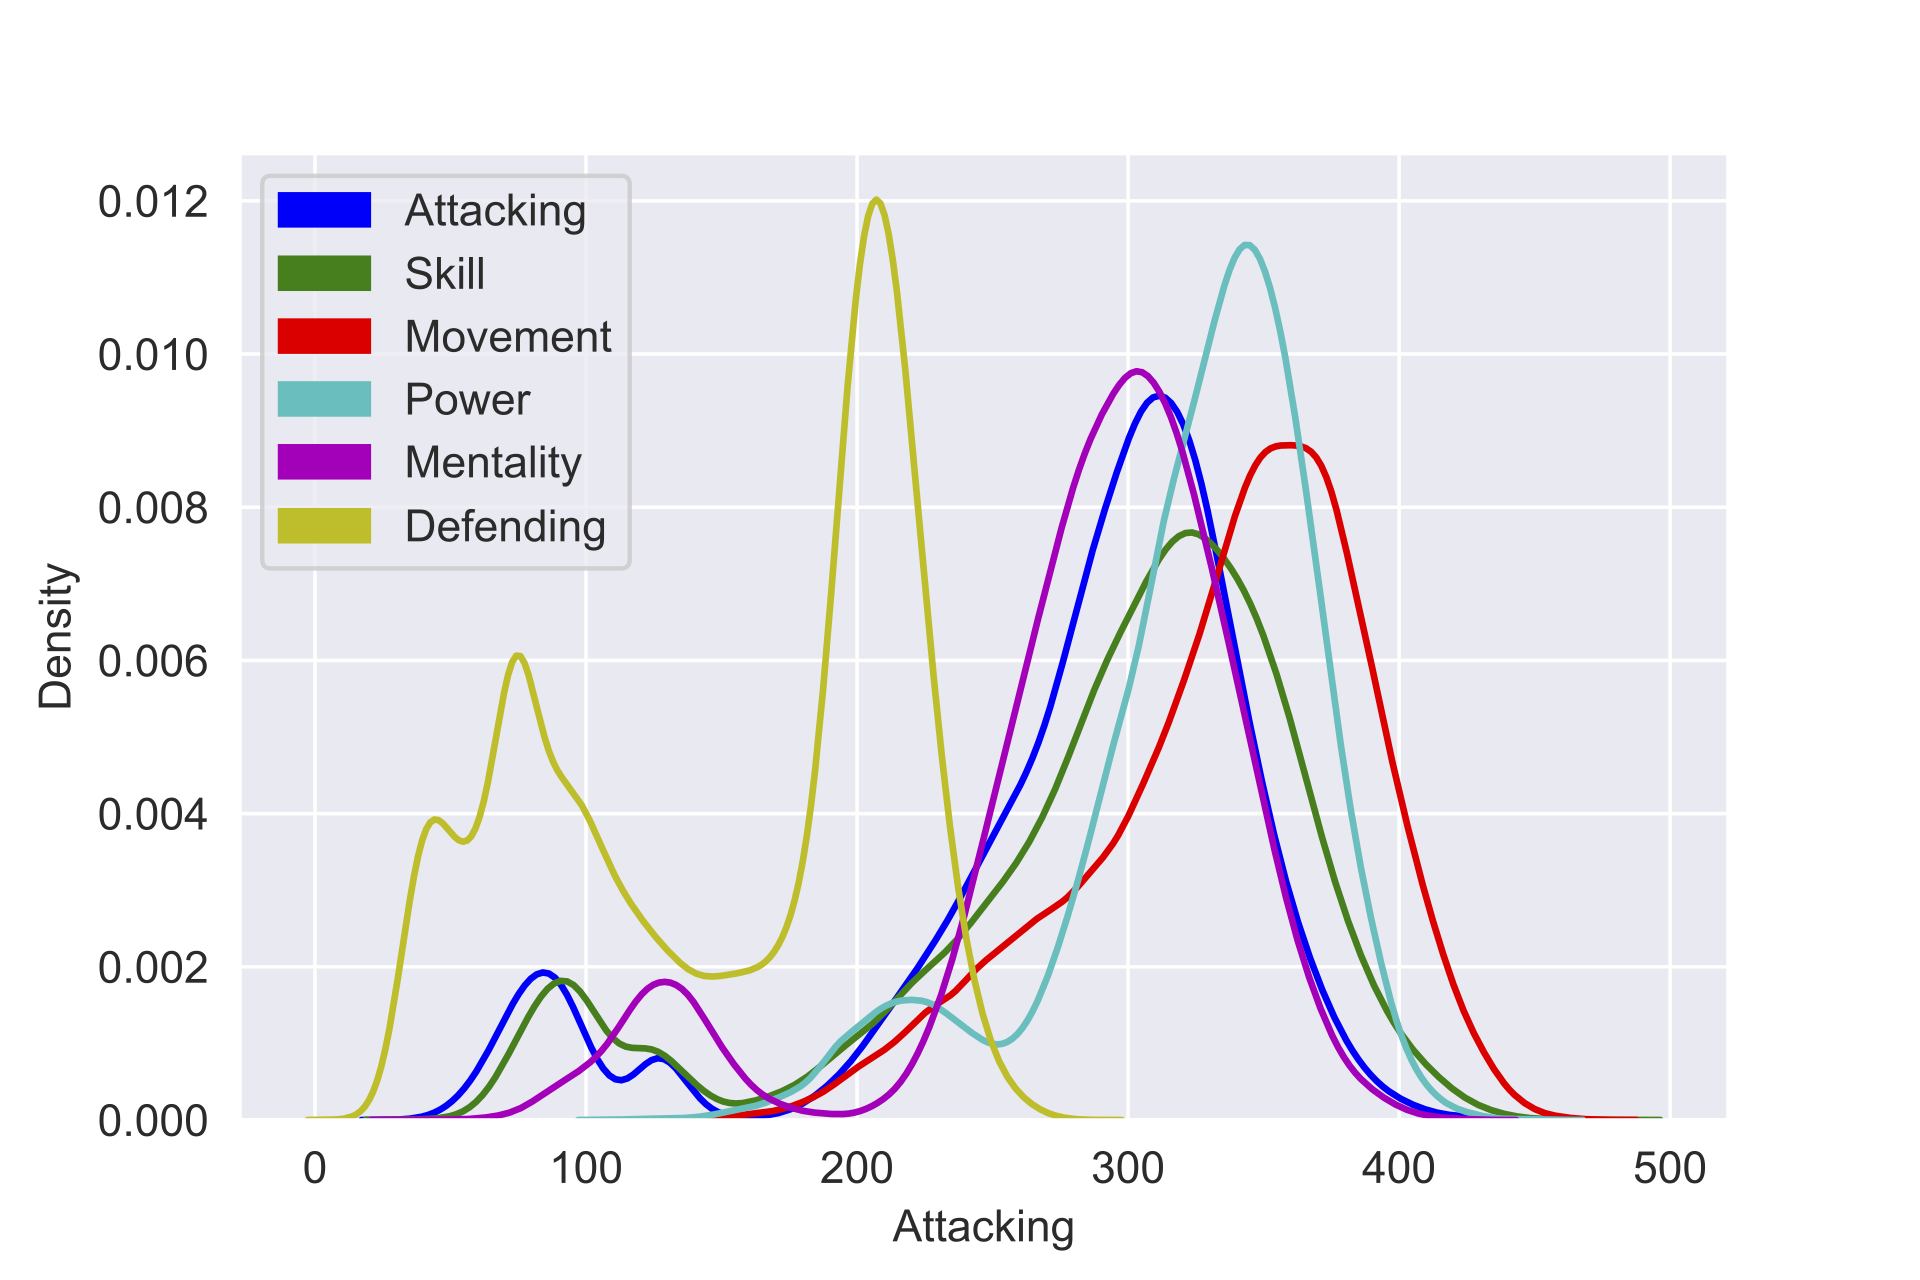 Attacking
Skill
Movement
Power
Mentality
Defending
0.012
0.010
0.008
0.006
0.004
0.002
0.000
Density
0 100 200 300 400 500
Attacking